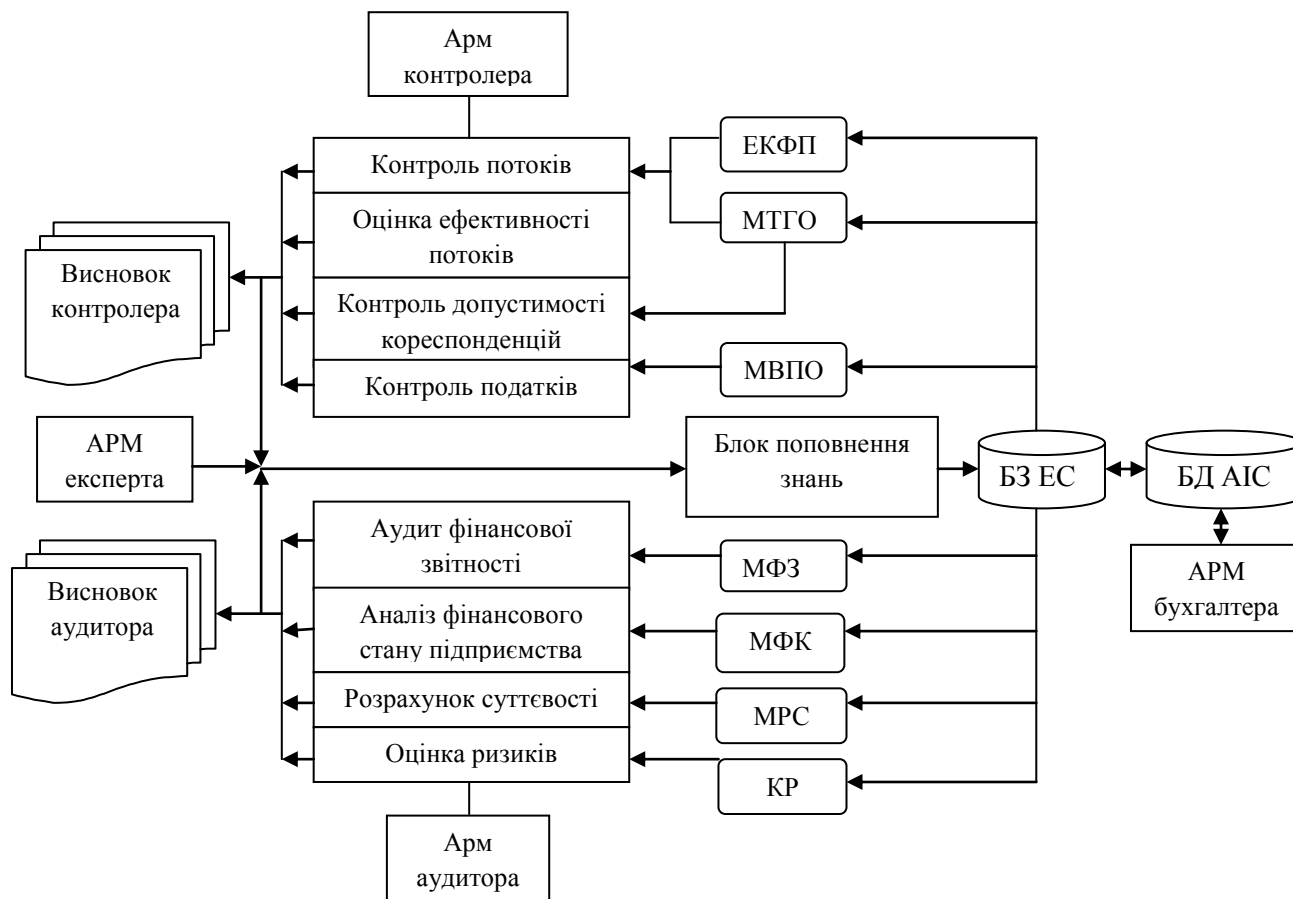 Арм
контролера
Контроль потоків
Оцінка ефективності
потоків
Контроль допустимості
кореспонденцій
Контроль податків
ЕКФП
МТГО
МВПО
Висновок
контролера
АРМ
експерта
Блок поповнення
знань
БЗ ЕС
БД АІС
АРМ
бухгалтера
Висновок
аудитора
Аудит фінансової
звітності
Аналіз фінансового
стану підприємства
Розрахунок суттєвості
Оцінка ризиків
МФЗ
МФК
МРС
КР
Арм
аудитора